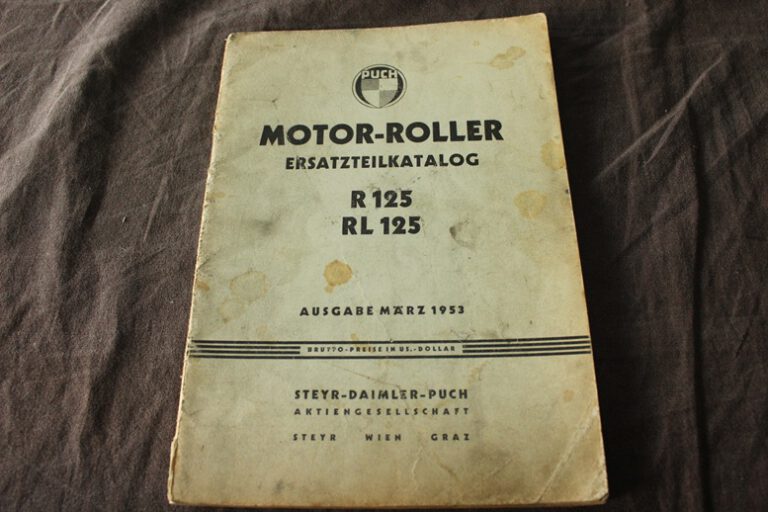 PUCH
MOTOR-ROLLER
ERSATZTEILKATALOG
R 125
RL 125
AUSGABE MÄRZ 1953
BRUTTO-PREISE IN US.-DOLLAR
STEYR-DAIMLER-PUCH
AKTIENGESELLSCHAFT
STEYR WIEN GRAZ